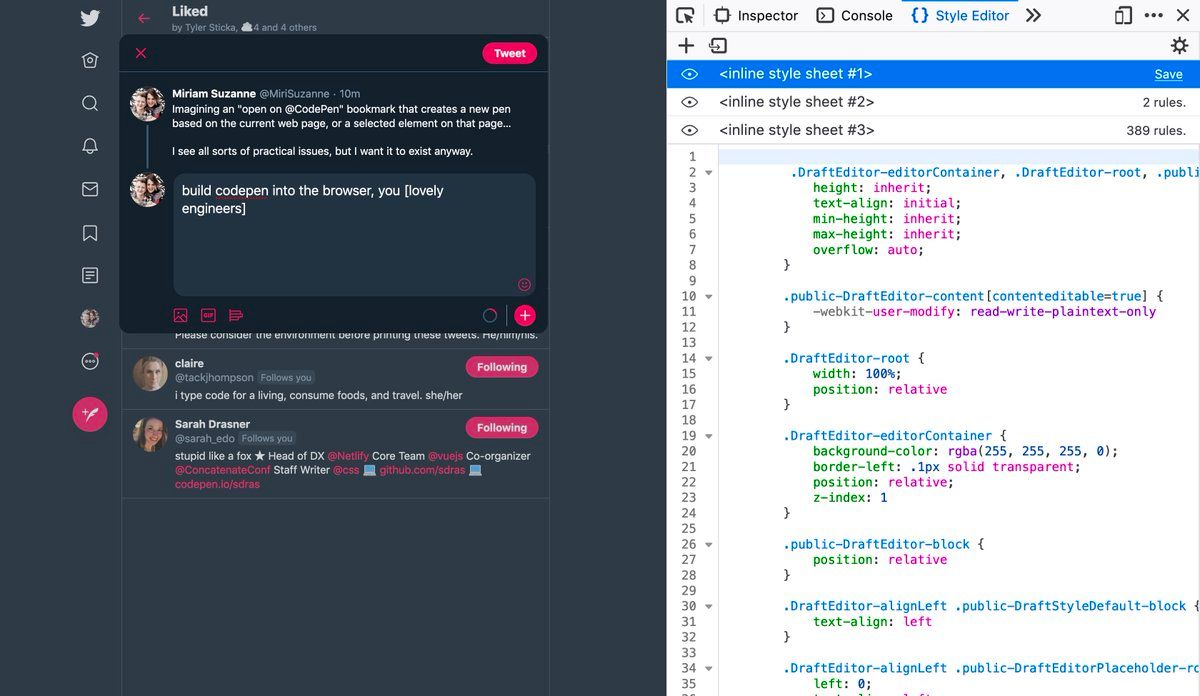 Liked
by Tyler Sticka, 4 and 4 others
Tweet
Miriam Suzanne @MiriSuzanne · 10m
Imagining an "open on @CodePen" bookmark that creates a new pen
based on the current web page, or a selected element on that page...
I see all sorts of practical issues, but I want it to exist anyway.
build codepen into the browser, you [lovely
engineers]
GIF
Please consider the environment before printing these tweets. He/him/his.
claire
@tackjhompson Follows you
Following
i type code for a living, consume foods, and travel. she/her
Sarah Drasner
@sarah_edo Follows you
Following
stupid like a fox ★ Head of DX @Netlify Core Team @vuejs Co-organizer
@ConcatenateConf Staff Writer @css 💻 github.com/sdras 💻
codepen.io/sdras
Inspector Console {} Style Editor
<inline style sheet #1> Save
<inline style sheet #2> 2 rules.
<inline style sheet #3> 389 rules.
1
2 .DraftEditor-editorContainer, .DraftEditor-root, .publi
3 height: inherit;
4 text-align: initial;
5 min-height: inherit;
6 max-height: inherit;
7 overflow: auto;
8 }
9
10 .public-DraftEditor-content[contenteditable=true] {
11 -webkit-user-modify: read-write-plaintext-only
12 }
13
14 .DraftEditor-root {
15 width: 100%;
16 position: relative
17 }
18
19 .DraftEditor-editorContainer {
20 background-color: rgba(255, 255, 255, 0);
21 border-left: .1px solid transparent;
22 position: relative;
23 z-index: 1
24 }
25
26 .public-DraftEditor-block {
27 position: relative
28 }
29
30 .DraftEditor-alignLeft .public-DraftStyleDefault-block {
31 text-align: left
32 }
33
34 .DraftEditor-alignLeft .public-DraftEditorPlaceholder-ro
35 left: 0;